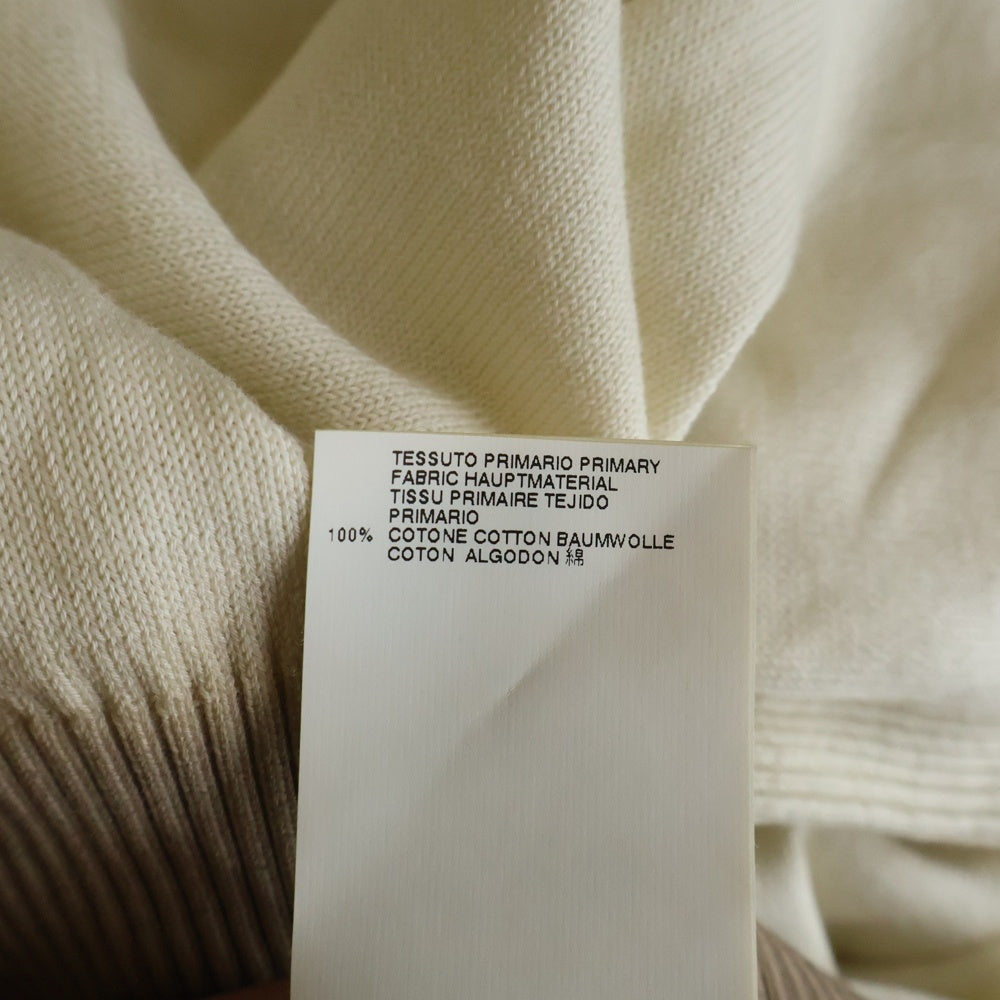 TESSUTO PRIMARIO PRIMARY
FABRIC HAUPTMATERIAL
TISSU PRIMAIRE TEJIDO
PRIMARIO
100% COTONE COTTON BAUMWOLLE
COTON ALGODON 綿